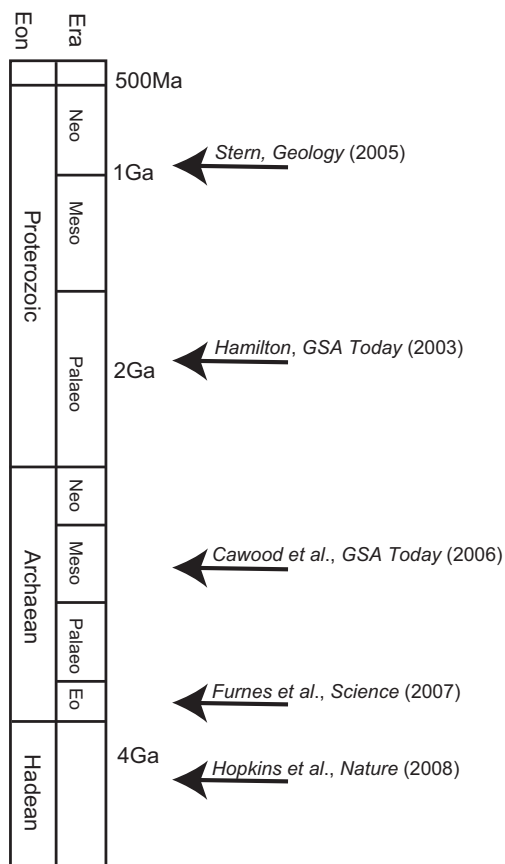 Eon
Era
500Ma
Neo
Stern, Geology (2005)
1Ga
Meso
Proterozoic
Hamilton, GSA Today (2003)
2Ga
Palaeo
Neo
Meso
Cawood et al., GSA Today (2006)
Archaean
Palaeo
Eo
Furnes et al., Science (2007)
4Ga
Hopkins et al., Nature (2008)
Hadean